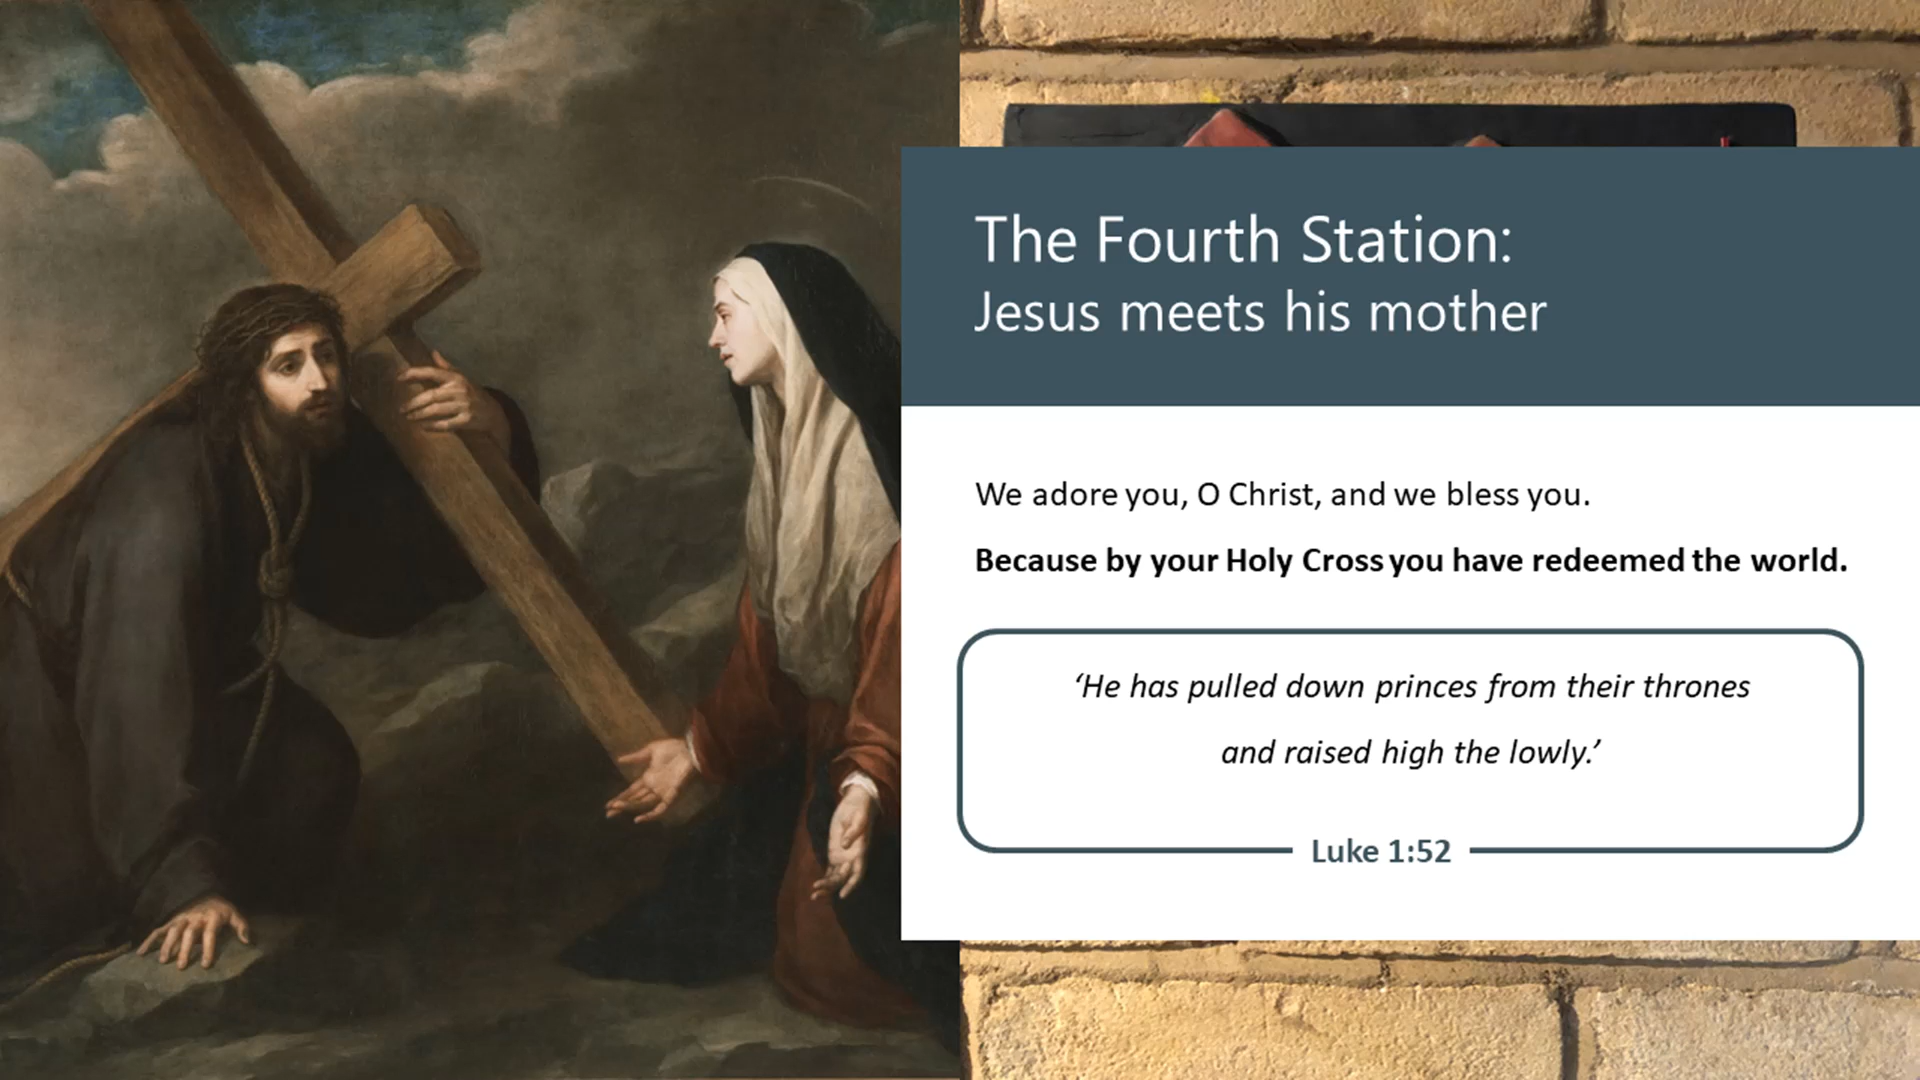 The Fourth Station:
Jesus meets his mother
We adore you, O Christ, and we bless you.
Because by your Holy Cross you have redeemed the world.
‘He has pulled down princes from their thrones
and raised high the lowly.’
Luke 1:52